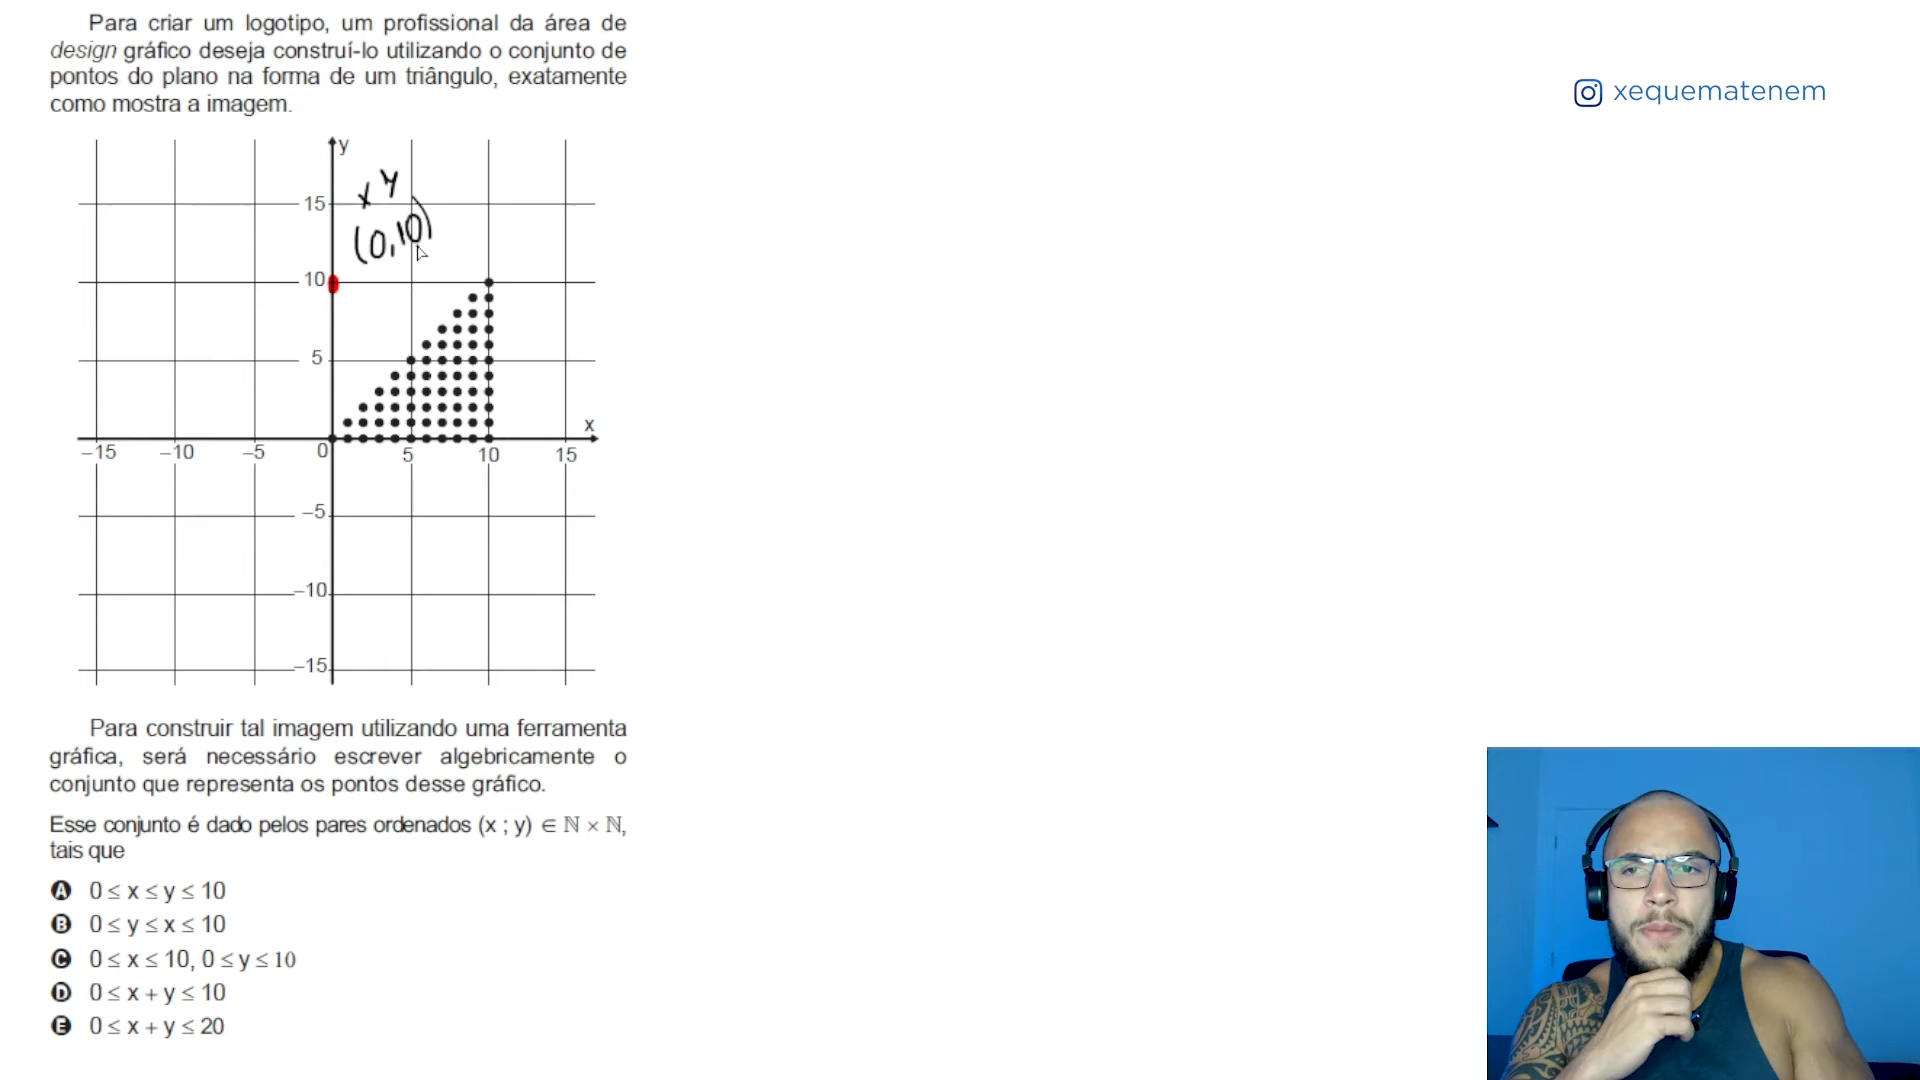 Para criar um logotipo, um profissional da área de
design gráfico deseja construí-lo utilizando o conjunto de
pontos do plano na forma de um triângulo, exatamente
como mostra a imagem.
xequematenem
y
x y
15
(0,10)
10
5
x
–15 –10 –5 0 5 10 15
–5
–10
–15
Para construir tal imagem utilizando uma ferramenta
gráfica, será necessário escrever algebricamente o
conjunto que representa os pontos desse gráfico.
Esse conjunto é dado pelos pares ordenados (x ; y) ∈ ℕ × ℕ,
tais que
A 0 ≤ x ≤ y ≤ 10
B 0 ≤ y ≤ x ≤ 10
C 0 ≤ x ≤ 10, 0 ≤ y ≤ 10
D 0 ≤ x + y ≤ 10
E 0 ≤ x + y ≤ 20